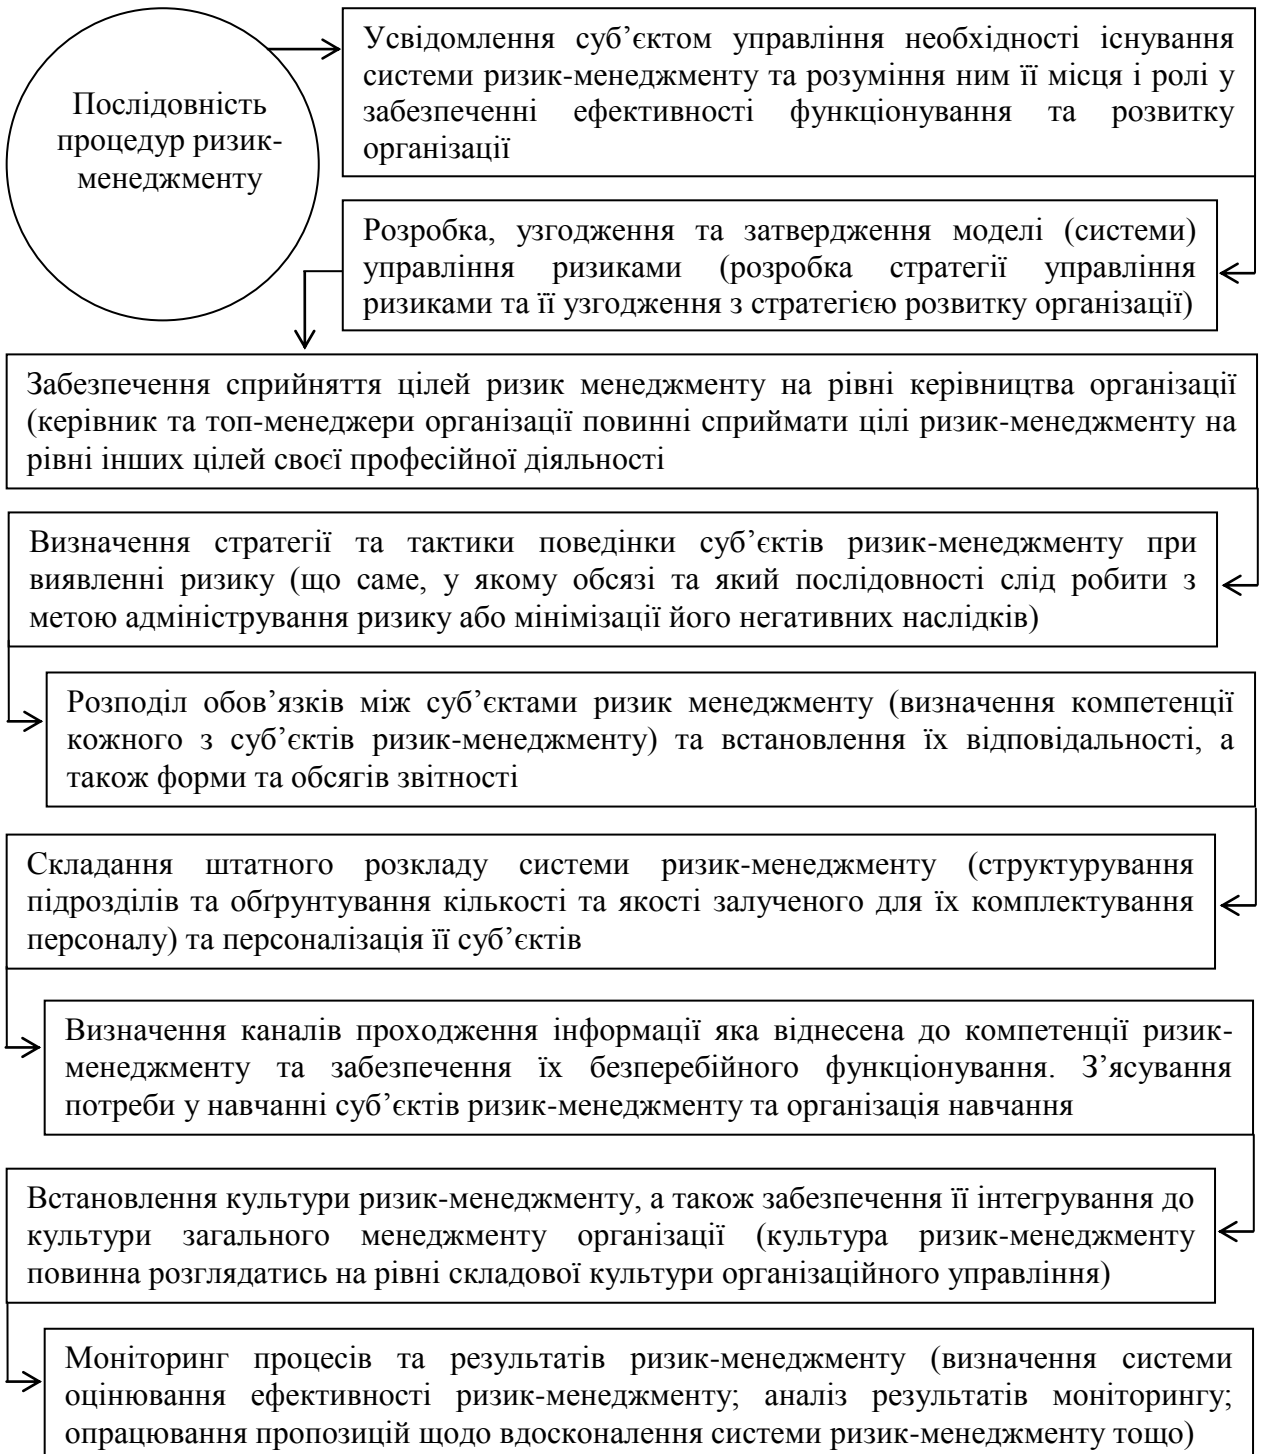 Послідовність
процедур ризик-
менеджменту
Усвідомлення суб’єктом управління необхідності існування
системи ризик-менеджменту та розуміння ним її місця і ролі у
забезпеченні ефективності функціонування та розвитку
організації
Розробка, узгодження та затвердження моделі (системи)
управління ризиками (розробка стратегії управління
ризиками та її узгодження з стратегією розвитку організації)
Забезпечення сприйняття цілей ризик менеджменту на рівні керівництва організації
(керівник та топ-менеджери організації повинні сприймати цілі ризик-менеджменту на
рівні інших цілей своєї професійної діяльності
Визначення стратегії та тактики поведінки суб’єктів ризик-менеджменту при
виявленні ризику (що саме, у якому обсязі та який послідовності слід робити з
метою адміністрування ризику або мінімізації його негативних наслідків)
Розподіл обов’язків між суб’єктами ризик менеджменту (визначення компетенції
кожного з суб’єктів ризик-менеджменту) та встановлення їх відповідальності, а
також форми та обсягів звітності
Складання штатного розкладу системи ризик-менеджменту (структурування
підрозділів та обґрунтування кількості та якості залученого для їх комплектування
персоналу) та персоналізація її суб’єктів
Визначення каналів проходження інформації яка віднесена до компетенції ризик-
менеджменту та забезпечення їх безперебійного функціонування. З’ясування
потреби у навчанні суб’єктів ризик-менеджменту та організація навчання
Встановлення культури ризик-менеджменту, а також забезпечення її інтегрування до
культури загального менеджменту організації (культура ризик-менеджменту
повинна розглядатись на рівні складової культури організаційного управління)
Моніторинг процесів та результатів ризик-менеджменту (визначення системи
оцінювання ефективності ризик-менеджменту; аналіз результатів моніторингу;
опрацювання пропозицій щодо вдосконалення системи ризик-менеджменту тощо)